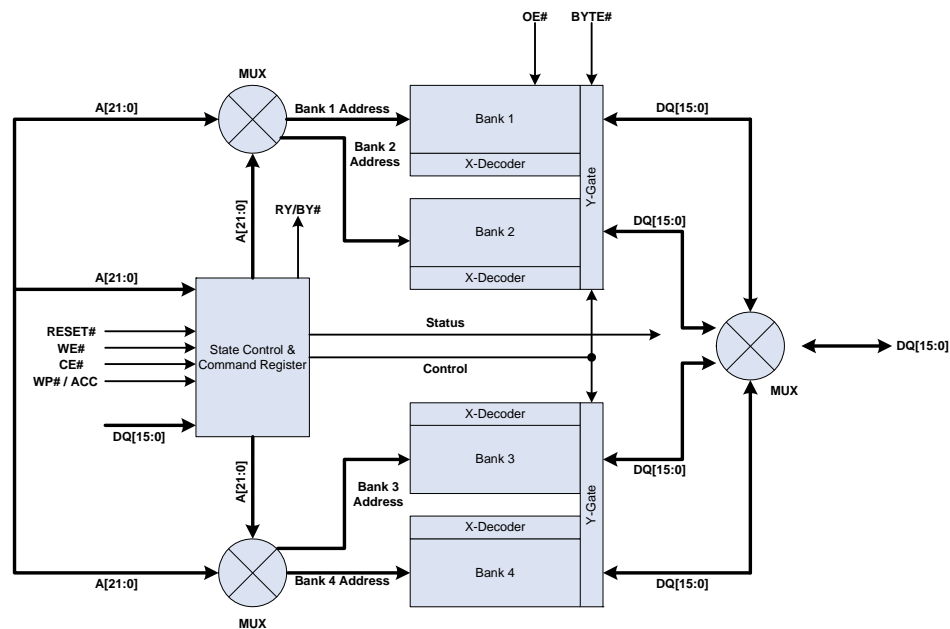 OE#
BYTE#
MUX
A[21:0]
Bank 1 Address
Bank 1
DQ[15:0]
Bank 2
Address
X-Decoder
Y-Gate
A[21:0]
RY/BY#
Bank 2
DQ[15:0]
X-Decoder
A[21:0]
RESET#
WE#
CE#
WP# / ACC
DQ[15:0]
State Control &
Command Register
Status
Control
DQ[15:0]
MUX
A[21:0]
X-Decoder
Bank 3
Bank 3
Address
DQ[15:0]
Y-Gate
X-Decoder
A[21:0]
Bank 4 Address
Bank 4
DQ[15:0]
MUX